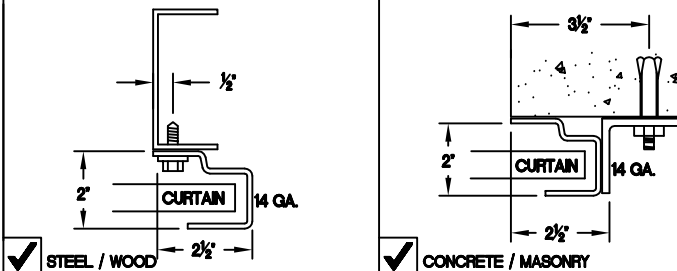 ½"
2"
CURTAIN
14 GA.
2½"
STEEL / WOOD
3½"
2"
CURTAIN
14 GA.
2½"
CONCRETE / MASONRY